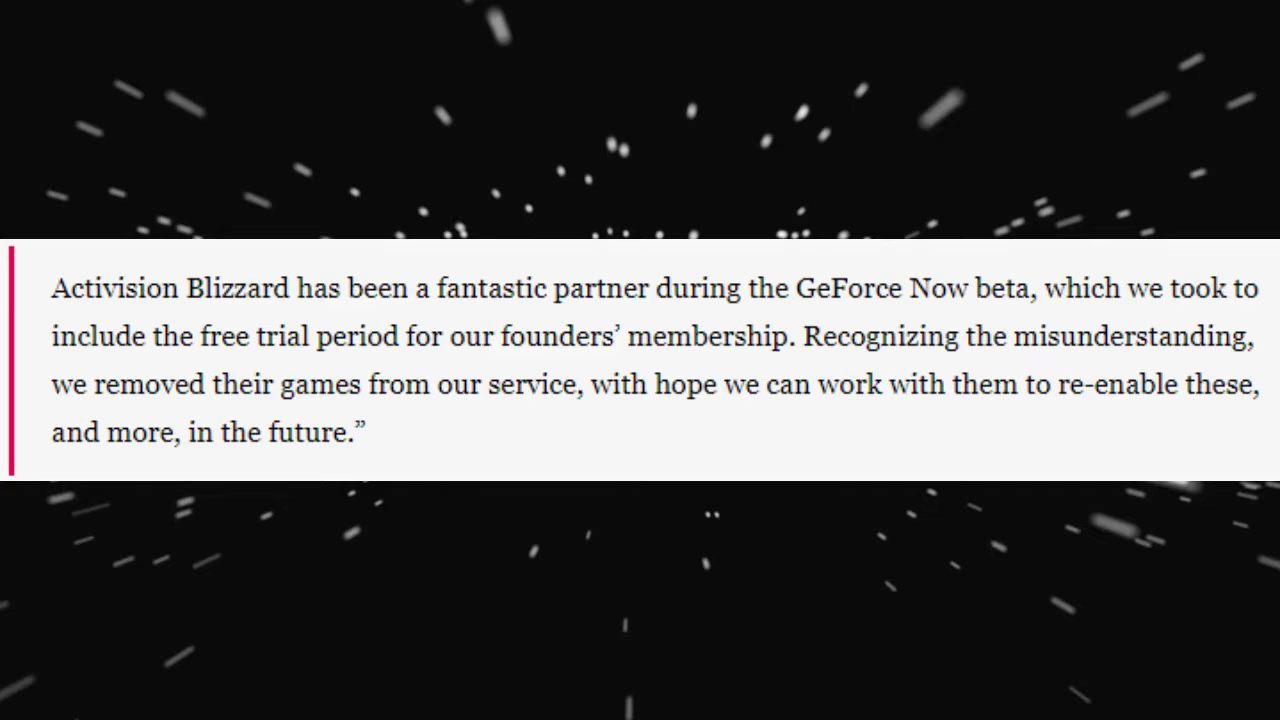 Activision Blizzard has been a fantastic partner during the GeForce Now beta, which we took to
include the free trial period for our founders’ membership. Recognizing the misunderstanding,
we removed their games from our service, with hope we can work with them to re-enable these,
and more, in the future.”